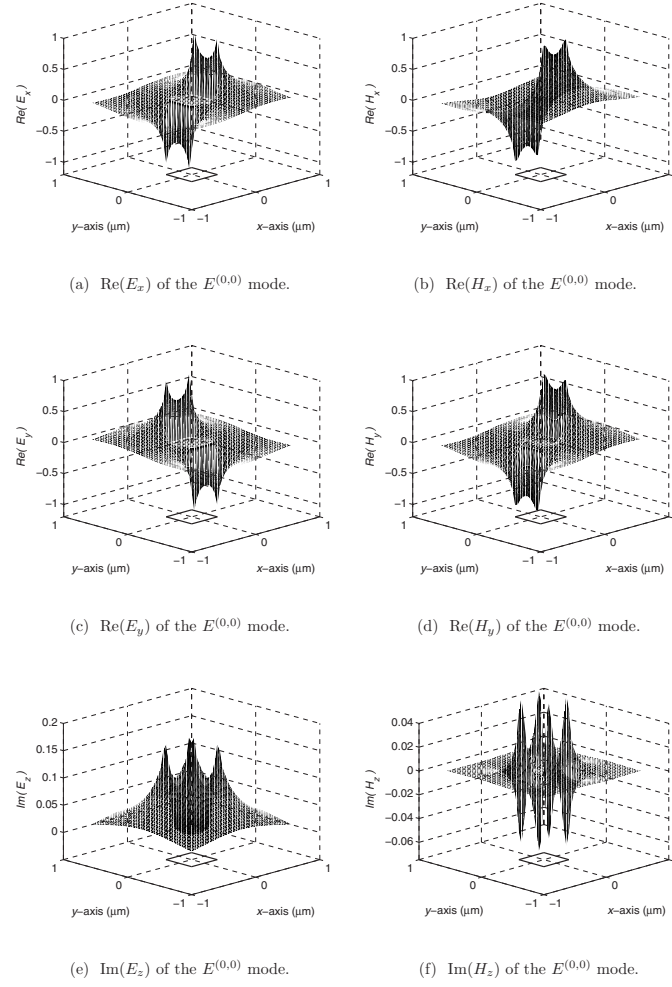 1
0.5
0
−0.5
−1
1
0
−1
−1
0
1
Re( E_x )
y−axis (µm)
x−axis (µm)
(a) Re(E_x) of the E^(0,0) mode.
1
0.5
0
−0.5
−1
1
0
−1
−1
0
1
Re( H_x )
y−axis (µm)
x−axis (µm)
(b) Re(H_x) of the E^(0,0) mode.
1
0.5
0
−0.5
−1
1
0
−1
−1
0
1
Re( E_y )
y−axis (µm)
x−axis (µm)
(c) Re(E_y) of the E^(0,0) mode.
1
0.5
0
−0.5
−1
1
0
−1
−1
0
1
Re( H_y )
y−axis (µm)
x−axis (µm)
(d) Re(H_y) of the E^(0,0) mode.
0.2
0.15
0.1
0.05
0
1
0
−1
−1
0
1
Im( E_z )
y−axis (µm)
x−axis (µm)
(e) Im(E_z) of the E^(0,0) mode.
0.04
0.02
0
−0.02
−0.04
−0.06
1
0
−1
−1
0
1
Im( H_z )
y−axis (µm)
x−axis (µm)
(f) Im(H_z) of the E^(0,0) mode.